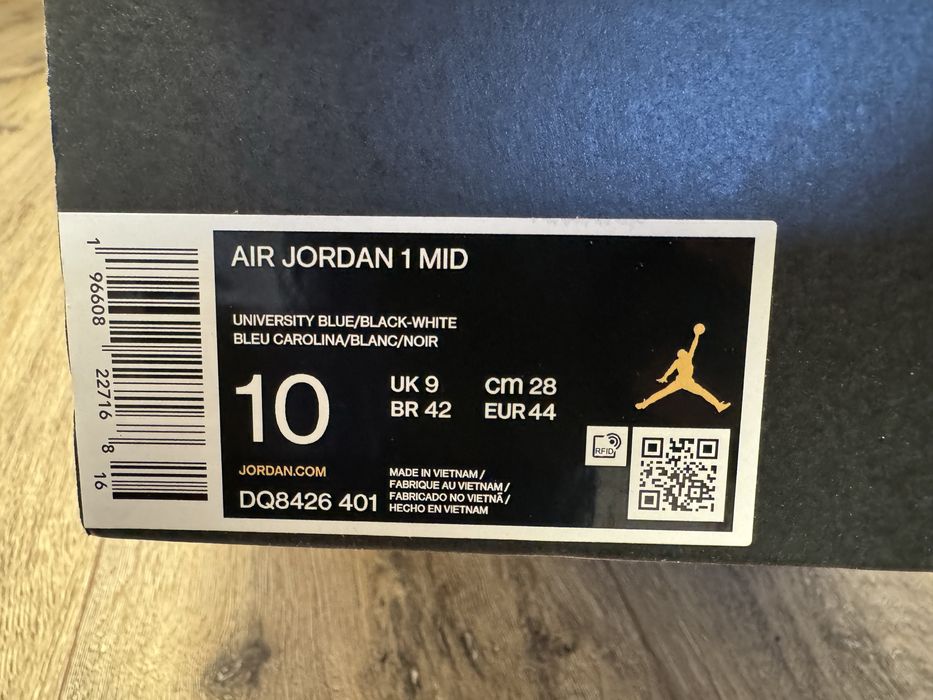 AIR JORDAN 1 MID
UNIVERSITY BLUE/BLACK-WHITE
BLEU CAROLINA/BLANC/NOIR
10
UK 9
cm 28
BR 42
EUR 44
RFID
JORDAN.COM
DQ8426 401
MADE IN VIETNAM /
FABRIQUE AU VIETNAM /
FABRICADO NO VIETNÃ /
HECHO EN VIETNAM
1 96608 22716 8 16